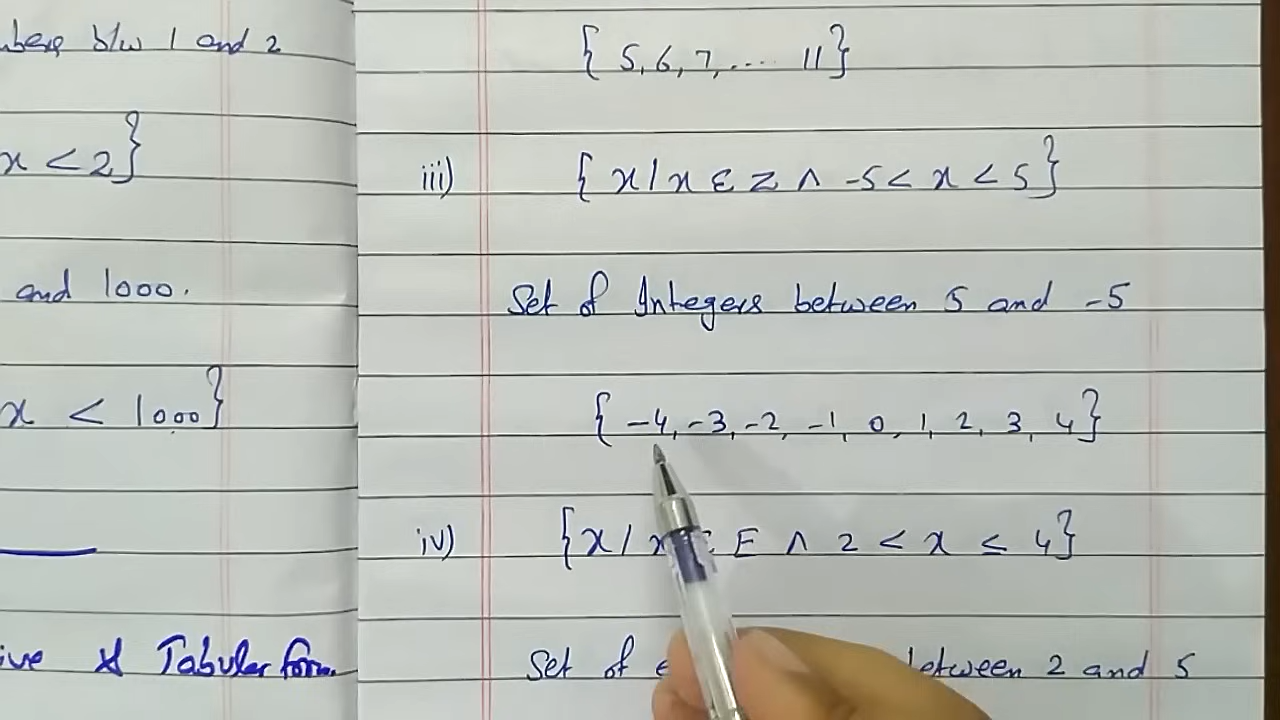 b/w 1 and 2
x < 2}
and 1000.
x < 1000}
& Tabular form.
{ 5, 6, 7, .... 11 }
iii) { x / x ∈ Z ∧ -5 < x < 5 }
Set of Integers between 5 and -5
{ -4, -3, -2, -1, 0, 1, 2, 3, 4 }
iv) { x / x ∈ E ∧ 2 < x ≤ 4 }
Set of between 2 and 5